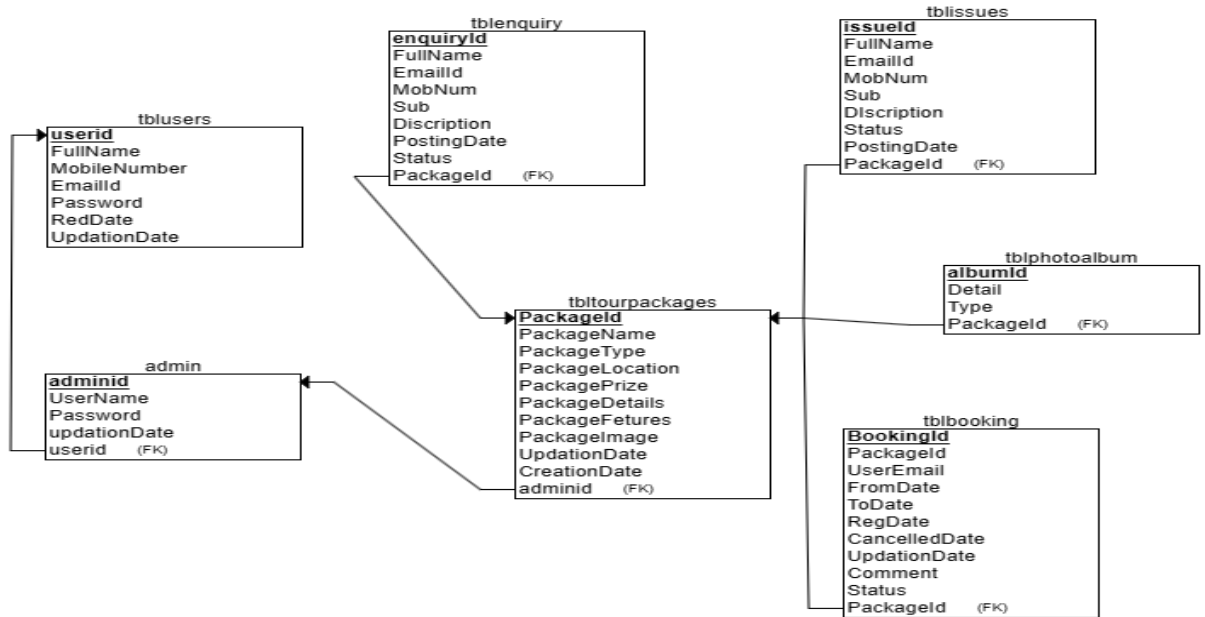 tblenquiry
enquiryId
FullName
EmailId
MobNum
Sub
Discription
PostingDate
Status
PackageId (FK)
tblissues
issueId
FullName
EmailId
MobNum
Sub
DIscription
Status
PostingDate
PackageId (FK)
tblusers
userid
FullName
MobileNumber
EmailId
Password
RedDate
UpdationDate
tblphotoalbum
albumId
Detail
Type
PackageId (FK)
tbltourpackages
PackageId
PackageName
PackageType
PackageLocation
PackagePrize
PackageDetails
PackageFetures
PackageImage
UpdationDate
CreationDate
adminid (FK)
admin
adminid
UserName
Password
updationDate
userid (FK)
tblbooking
BookingId
PackageId
UserEmail
FromDate
ToDate
RegDate
CancelledDate
UpdationDate
Comment
Status
PackageId (FK)